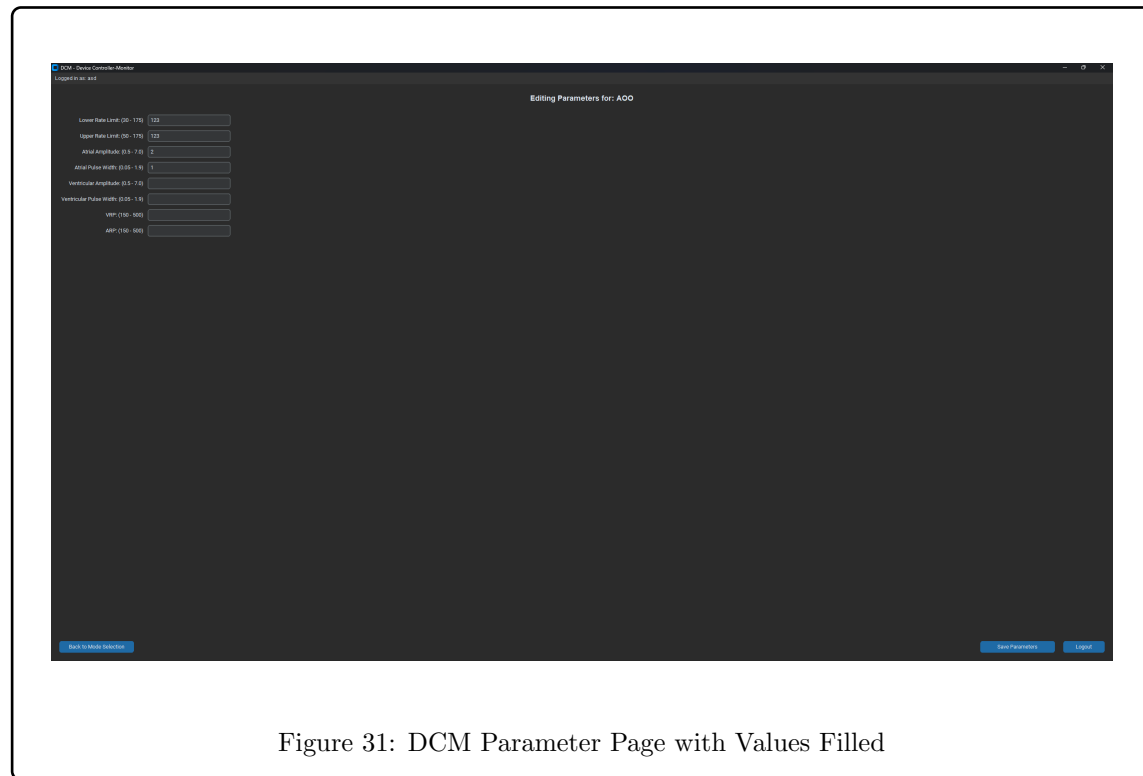 DCM - Device Controller-Monitor
Logged in as: asd
Editing Parameters for: AOO
Lower Rate Limit: (30 - 175) 123
Upper Rate Limit: (50 - 175) 123
Atrial Amplitude: (0.5 - 7.0) 2
Atrial Pulse Width: (0.05 - 1.9) 1
Ventricular Amplitude: (0.5 - 7.0)
Ventricular Pulse Width: (0.05 - 1.9)
VRP: (150 - 500)
ARP: (150 - 500)
Back to Mode Selection Save Parameters Logout
Figure 31: DCM Parameter Page with Values Filled